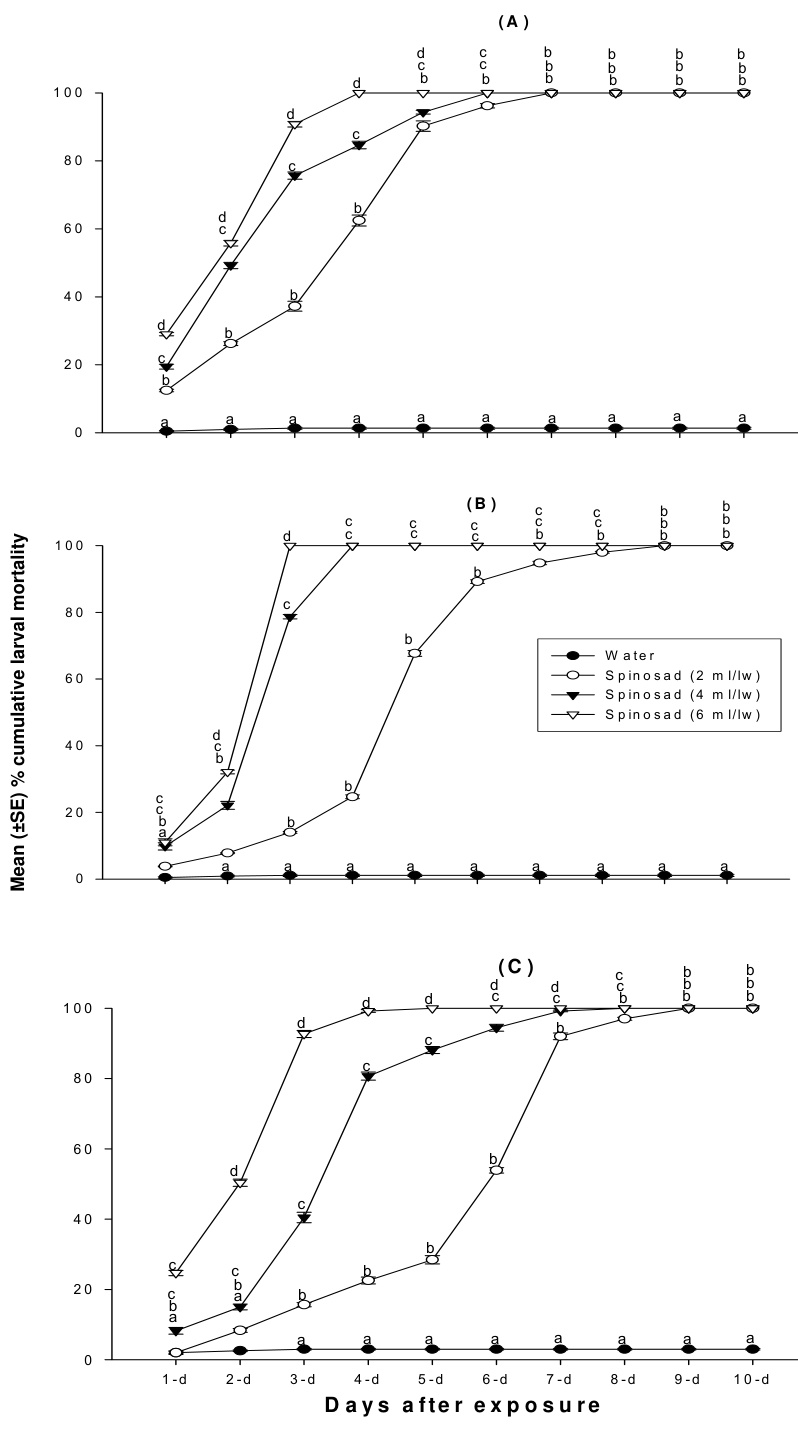 (A)
d c c b b b b
c c b b b b
d b b b b b b
100
d
c
80 c
d
c
60 b
40 b
d b
c
20 b
0 a a a a a a a a a a
(B)
c c c c c c b b
c c c c c c b b
d b b b b
100
b
80 c
b
60
Water
Spinosad (2 ml/lw)
Spinosad (4 ml/lw)
Spinosad (6 ml/lw)
40 d
c
b
c b
20 c
b b
a
0 a a a a a a a a a
Mean (±SE) % cumulative larval mortality
(C)
d d c b b
c c c b b
d d b b b
100
d b
c
80 c
60 b
d
40 c
c b
20 c c b
b b b
a a
0 a a a a a a a a
1-d 2-d 3-d 4-d 5-d 6-d 7-d 8-d 9-d 10-d
Days after exposure